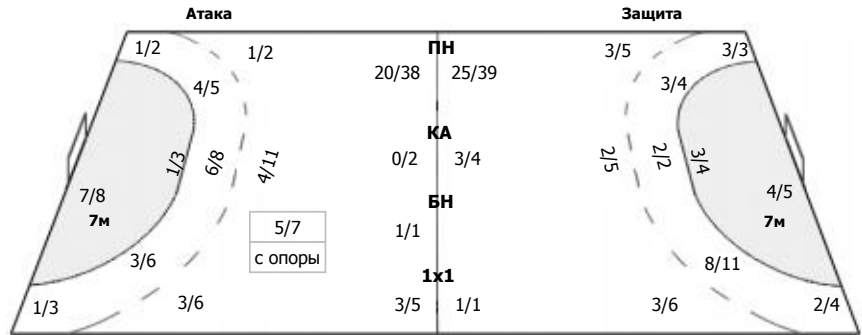 Атака Защита
1/2 1/2 ПН 3/5 3/3
20/38 25/39
4/5 3/4
КА
1/3 6/8 4/11 0/2 3/4 2/5 2/2 3/4
7/8 4/5
7м БН 7м
5/7 1/1
с опоры
3/6 8/11
1x1
1/3 3/6 3/5 1/1 3/6 2/4